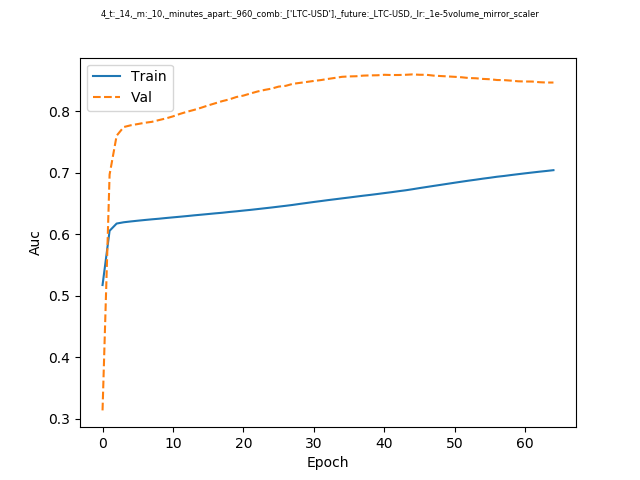 4_t:_14,_m:_10,_minutes_apart:_960_comb:_['LTC-USD'],_future:_LTC-USD,_lr:_1e-5volume_mirror_scaler
Train
Val
0.8
0.7
0.6
0.5
0.4
0.3
Auc
0 10 20 30 40 50 60
Epoch